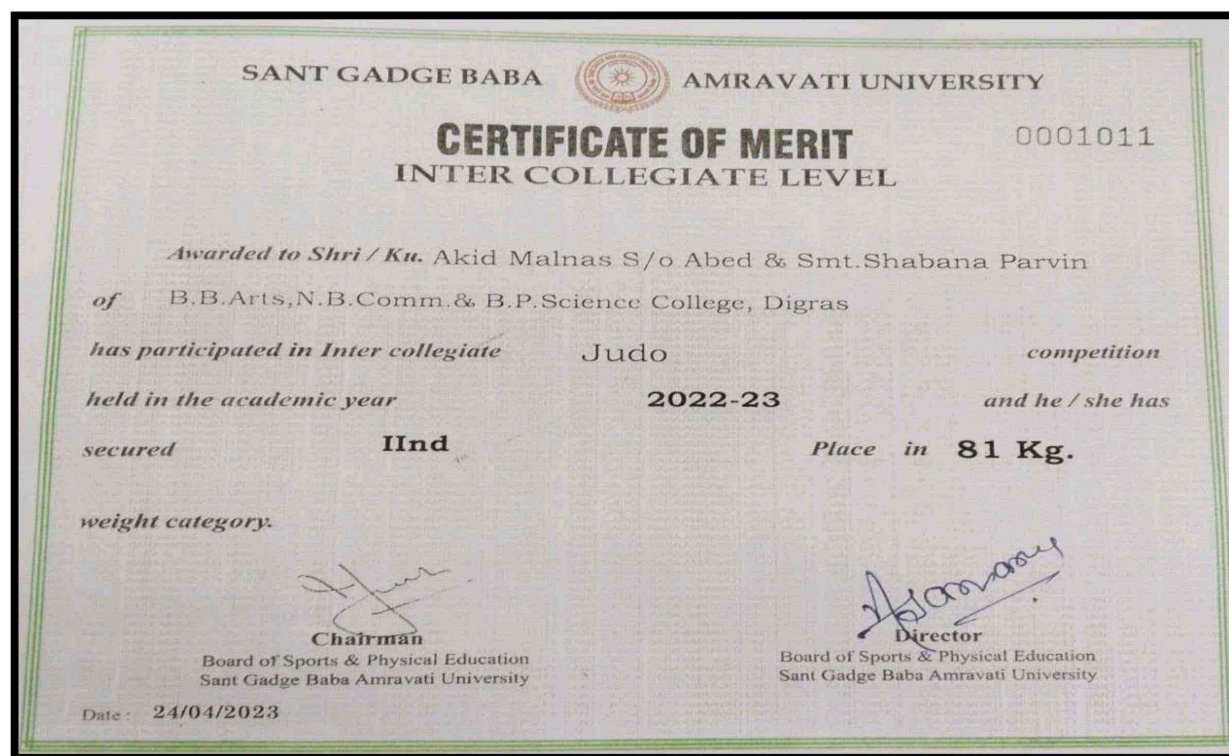 SANT GADGE BABA AMRAVATI UNIVERSITY
CERTIFICATE OF MERIT 0001011
INTER COLLEGIATE LEVEL
Awarded to Shri / Ku. Akid Malnas S/o Abed & Smt.Shabana Parvin
of B.B.Arts,N.B.Comm.& B.P.Science College, Digras
has participated in Inter collegiate Judo competition
held in the academic year 2022-23 and he / she has
secured IInd Place in 81 Kg.
weight category.
Chairman Director
Board of Sports & Physical Education Board of Sports & Physical Education
Sant Gadge Baba Amravati University Sant Gadge Baba Amravati University
Date : 24/04/2023